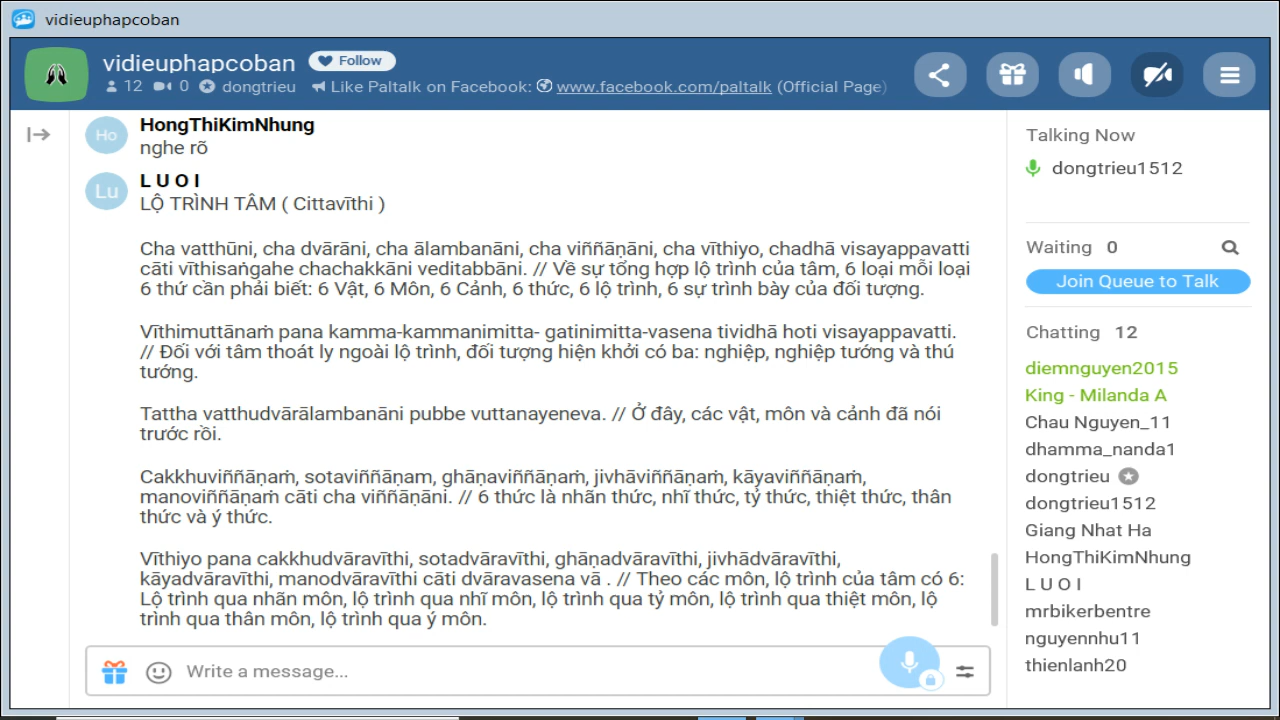 vidieuphapcoban
vidieuphapcoban
Follow
12 0 dongtrieu Like Paltalk on Facebook: www.facebook.com/paltalk (Official Page)
Ho
HongThiKimNhung
nghe rõ
Lu
L U O I
LỘ TRÌNH TÂM ( Cittavīthi )
Cha vatthūni, cha dvārāni, cha ālambanāni, cha viññāṇāni, cha vīthiyo, chadhā visayappavatti
cāti vīthisaṅgahe chachakkāni veditabbāni. // Về sự tổng hợp lộ trình của tâm, 6 loại mỗi loại
6 thứ cần phải biết: 6 Vật, 6 Môn, 6 Cảnh, 6 thức, 6 lộ trình, 6 sự trình bày của đối tượng.
Vīthimuttānaṁ pana kamma-kammanimitta- gatinimitta-vasena tividhā hoti visayappavatti.
// Đối với tâm thoát ly ngoài lộ trình, đối tượng hiện khởi có ba: nghiệp, nghiệp tướng và thú
tướng.
Tattha vatthudvārālambanāni pubbe vuttanayeneva. // Ở đây, các vật, môn và cảnh đã nói
trước rồi.
Cakkhuviññāṇaṁ, sotaviññāṇam, ghāṇaviññāṇaṁ, jivhāviññāṇaṁ, kāyaviññāṇaṁ,
manoviññāṇaṁ cāti cha viññāṇāni. // 6 thức là nhãn thức, nhĩ thức, tỷ thức, thiệt thức, thân
thức và ý thức.
Vīthiyo pana cakkhudvāravīthi, sotadvāravīthi, ghāṇadvāravīthi, jivhādvāravīthi,
kāyadvāravīthi, manodvāravīthi cāti dvāravasena vā . // Theo các môn, lộ trình của tâm có 6:
Lộ trình qua nhãn môn, lộ trình qua nhĩ môn, lộ trình qua tỷ môn, lộ trình qua thiệt môn, lộ
trình qua thân môn, lộ trình qua ý môn.
Write a message...
Talking Now
dongtrieu1512
Waiting 0
Join Queue to Talk
Chatting 12
diemnguyen2015
King - Milanda A
Chau Nguyen_11
dhamma_nanda1
dongtrieu
dongtrieu1512
Giang Nhat Ha
HongThiKimNhung
L U O I
mrbikerbentre
nguyennhu11
thienlanh20